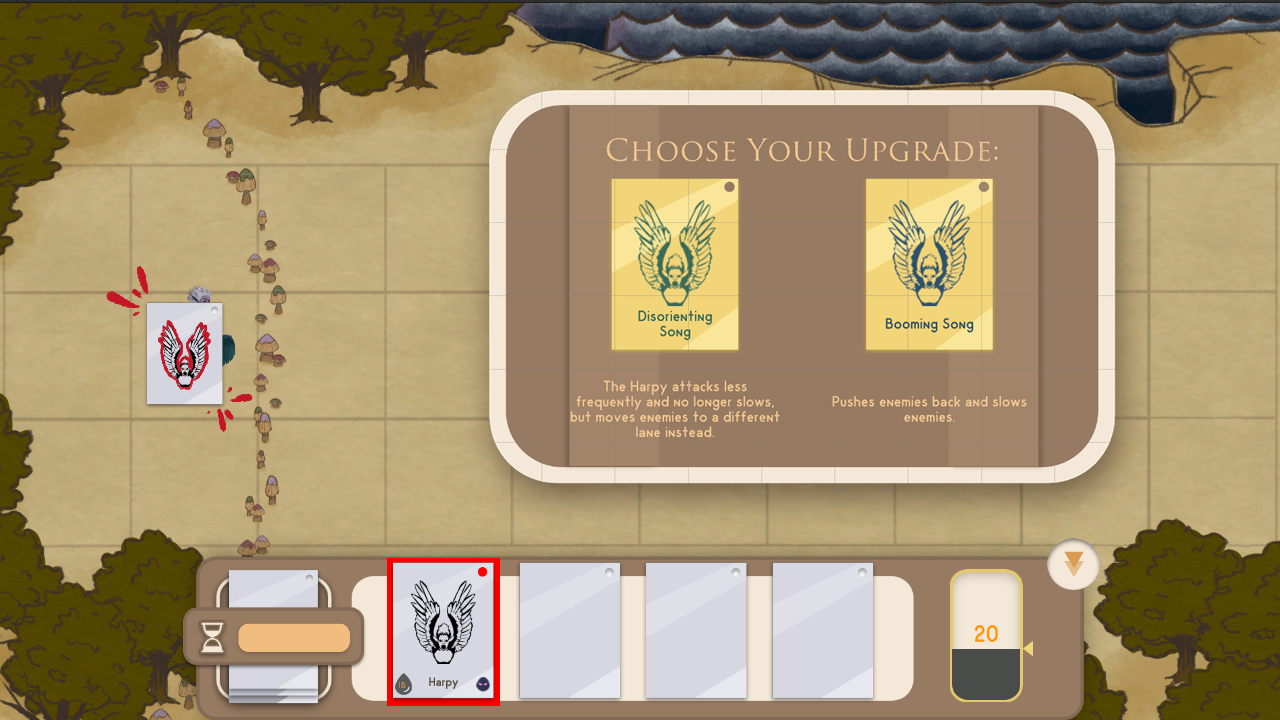 Choose Your Upgrade:
Disorienting
Song
Booming Song
The Harpy attacks less
frequently and no longer slows,
but moves enemies to a different
lane instead.
Pushes enemies back and slows
enemies.
20
15
Harpy